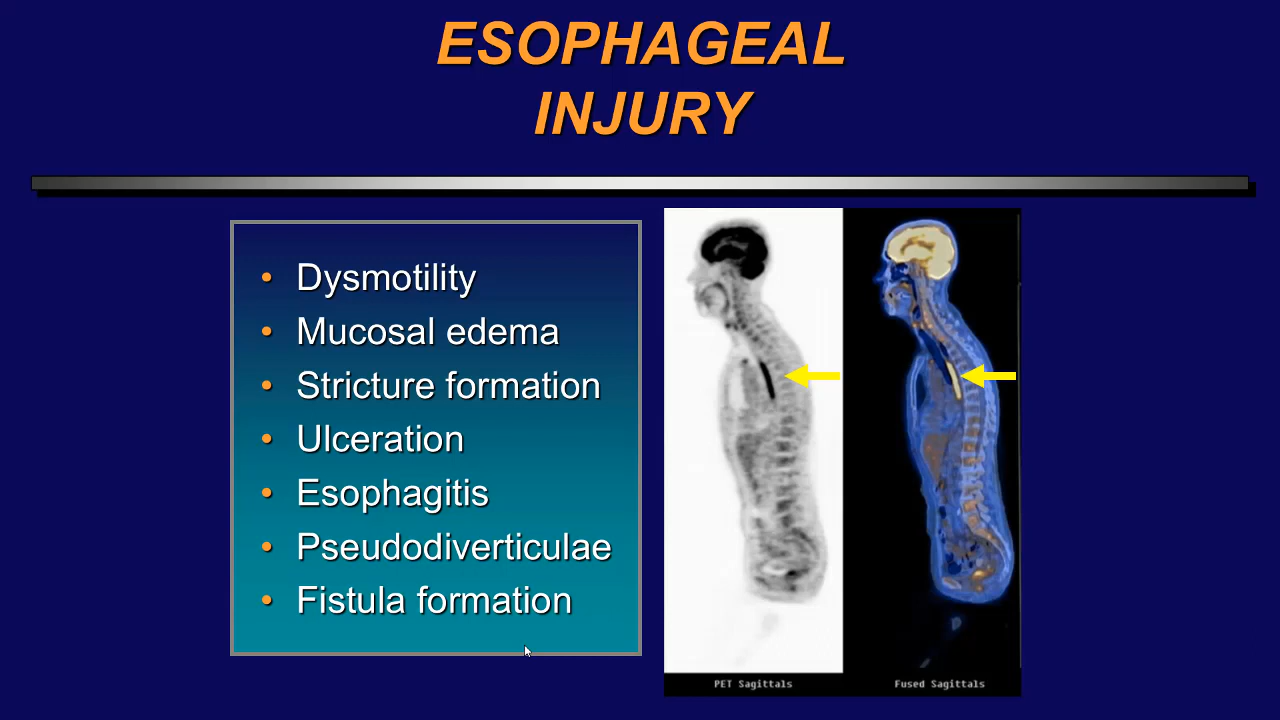 ESOPHAGEAL
INJURY
• Dysmotility
• Mucosal edema
• Stricture formation
• Ulceration
• Esophagitis
• Pseudodiverticulae
• Fistula formation
PET Sagittals
Fused Sagittals